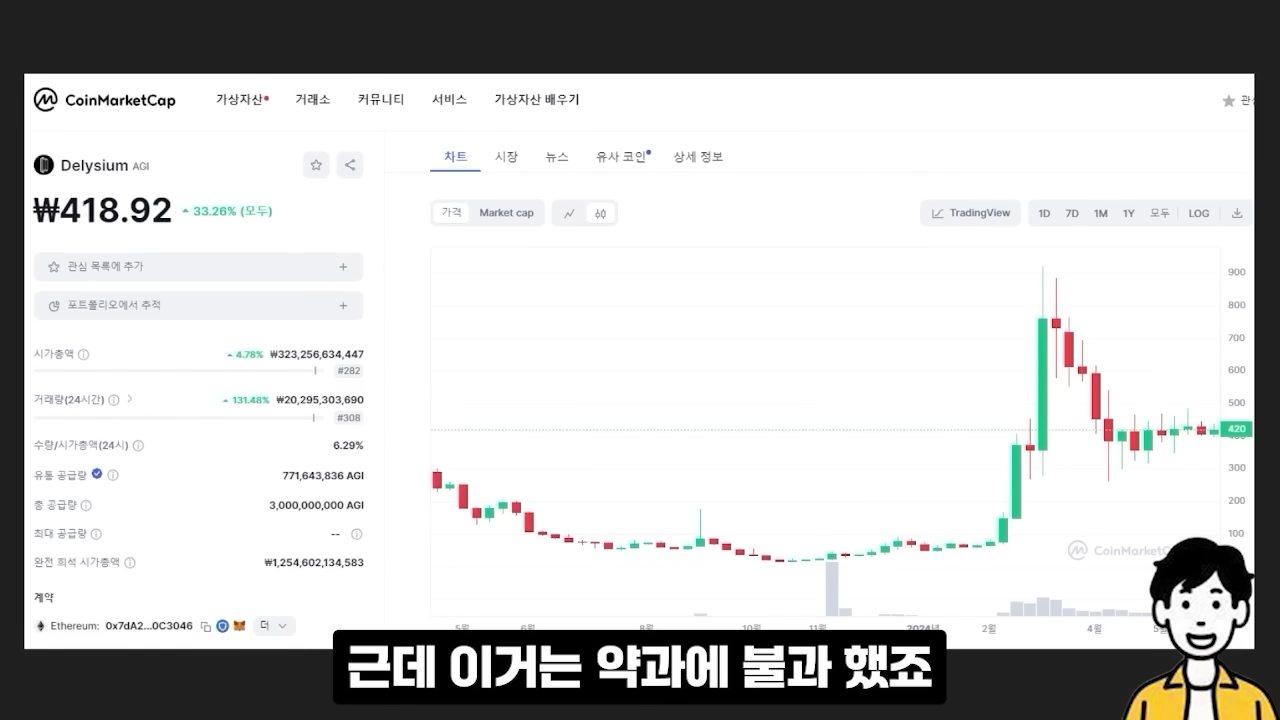 CoinMarketCap 가상자산 거래소 커뮤니티 서비스 가상자산 배우기
Delysium AGI
₩418.92 33.26% (모두)
관심 목록에 추가 +
포트폴리오에서 추적 +
시가총액 4.78% ₩323,256,634,447
#282
거래량(24시간) 131.48% ₩20,295,303,690
#308
수량/시가총액(24시) 6.29%
유통 공급량 771,643,836 AGI
총 공급량 3,000,000,000 AGI
최대 공급량 --
완전 희석 시가총액 ₩1,254,602,134,583
계약
Ethereum: 0x7dA2...0C3046 더
차트 시장 뉴스 유사 코인 상세 정보
가격 Market cap TradingView 1D 7D 1M 1Y 모두 LOG
900
800
700
600
500
420
300
200
100
CoinMarketC
5월 6월 8월 10월 11월 2024년 2월 4월
근데 이거는 약과에 불과 했죠